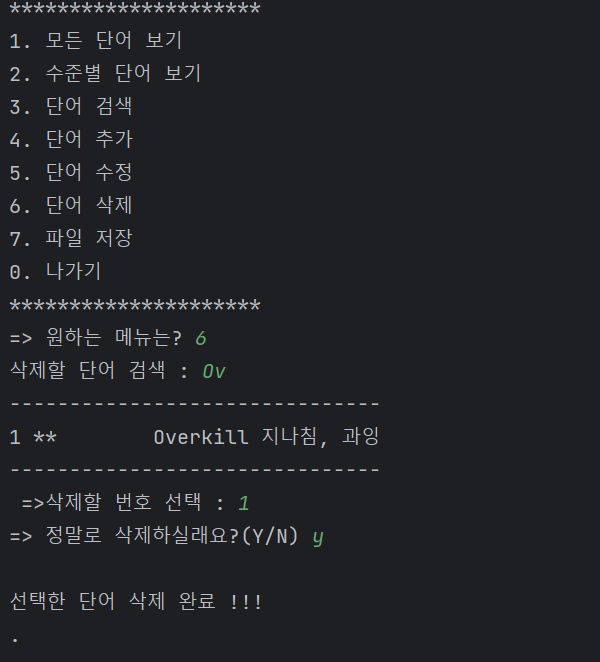 *********************
1. 모든 단어 보기
2. 수준별 단어 보기
3. 단어 검색
4. 단어 추가
5. 단어 수정
6. 단어 삭제
7. 파일 저장
0. 나가기
*********************
=> 원하는 메뉴는? 6
삭제할 단어 검색 : Ov
-------------------------------
1 **        Overkill 지나침, 과잉
-------------------------------
 =>삭제할 번호 선택 : 1
=> 정말로 삭제하실래요?(Y/N) y

선택한 단어 삭제 완료 !!!
.